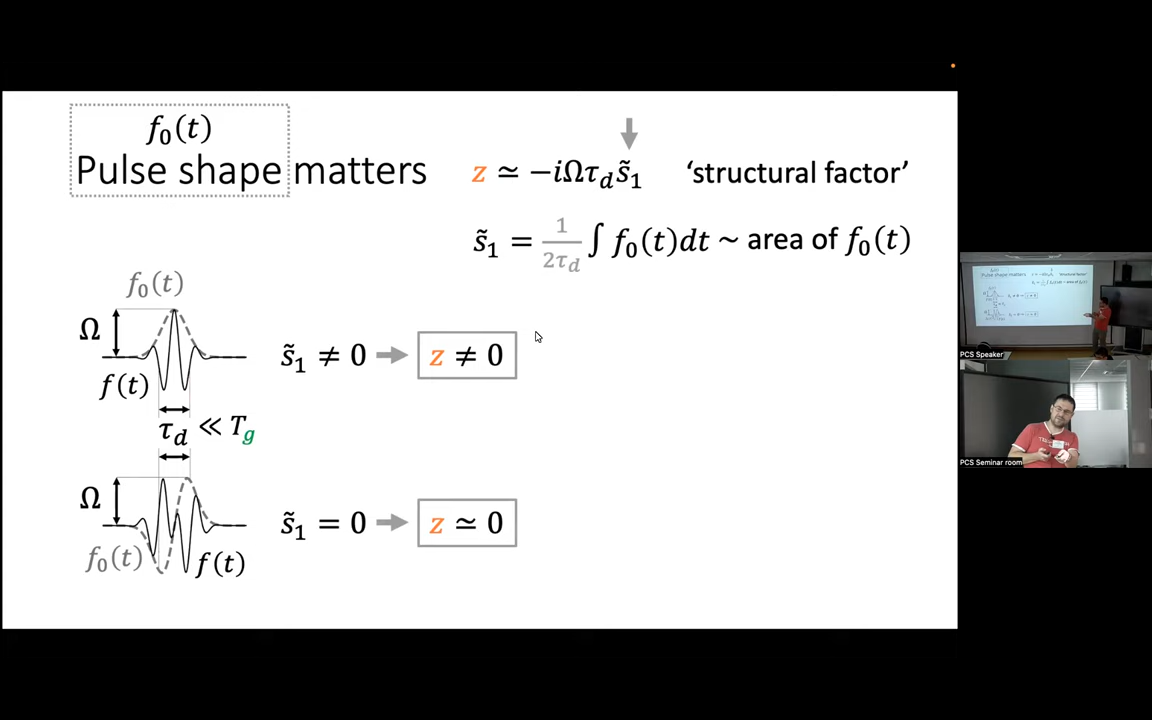 f₀(t)
Pulse shape matters
z ≃ −iΩτ_d s̃₁ ‘structural factor’
s̃₁ = 1/(2τ_d) ∫ f₀(t)dt ~ area of f₀(t)
f₀(t)
Ω
f(t)
s̃₁ ≠ 0 → z ≠ 0
τ_d ≪ T_g
Ω
f₀(t)
f(t)
s̃₁ = 0 → z ≃ 0
PCS Speaker
PCS Seminar room